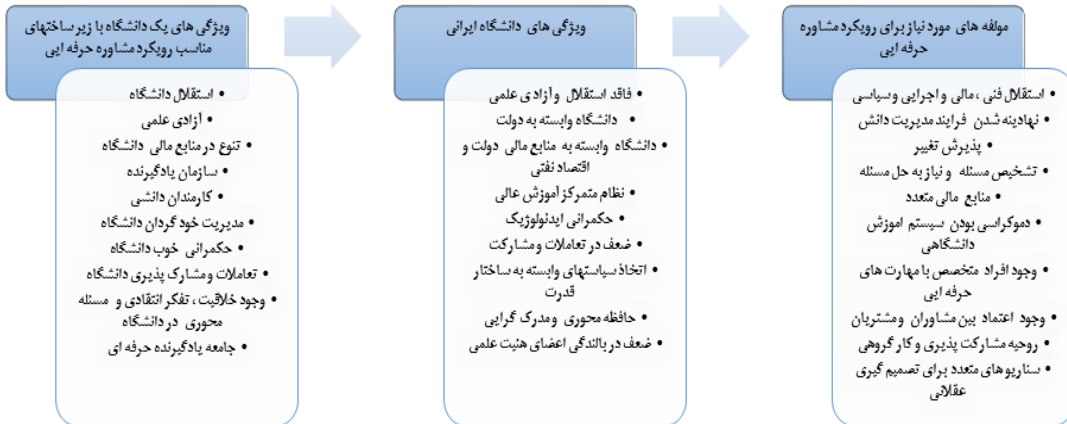 ویژگی های یک دانشگاه با زیر ساختهای
مناسب رویکرد مشاوره حرفه ایی
• استقلال دانشگاه
• آزادی علمی
• تنوع در منابع مالی دانشگاه
• سازمان یادگیرنده
• کارمندان دانشی
• مدیریت خود گردان دانشگاه
• حکمرانی خوب دانشگاه
• تعاملات و مشارک پذیری دانشگاه
• وجود خلاقیت ، تفکر انتقادی و مسئله
محوری در دانشگاه
• جامعه یادگیرنده حرفه ای
ویژگی های دانشگاه ایرانی
• فاقد استقلال و آزادی علمی
• دانشگاه وابسته به دولت
• دانشگاه وابسته به منابع مالی دولت و
اقتصاد نفتی
• نظام متمرکز آموزش عالی
• حکمرانی ایدئولوژیک
• ضعف در تعاملات و مشارکت
• اتخاذ سیاستهای وابسته به ساختار
قدرت
• حافظه محوری و مدرک گرایی
• ضعف در بالندگی اعضای هئیت علمی
مولفه های مورد نیاز برای رویکرد مشاوره
حرفه ایی
• استقلال فنی ، مالی و اجرایی و سیاسی
• نهادینه شدن فرایند مدیریت دانش
• پذیرش تغییر
• تشخیص مسئله و نیاز به حل مسئله
• منابع مالی متعدد
• دموکراسی بودن سیستم اموزش
دانشگاهی
• وجود افراد متخصص با مهارت های
حرفه ایی
• وجود اعتماد بین مشاوران و مشتریان
• روحیه مشارکت پذیری و کار گروهی
• سناریوهای متعدد برای تصمیم گیری
عقلانی